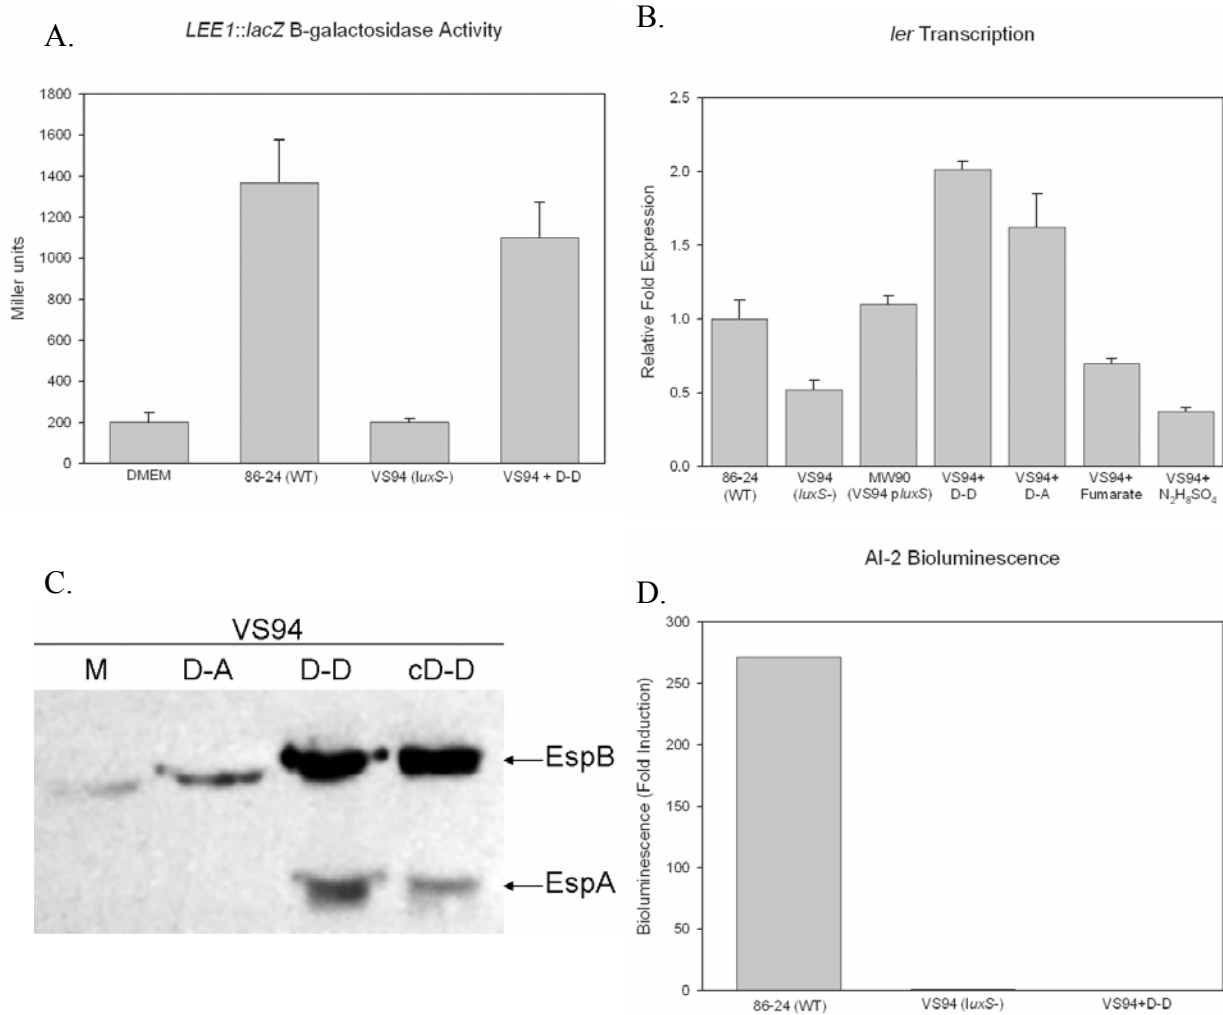 A.
LEE1::lacZ B-galactosidase Activity
Miller units
1800
1600
1400
1200
1000
800
600
400
200
0
DMEM
86-24 (WT)
VS94 (luxS-)
VS94 + D-D
B.
ler Transcription
Relative Fold Expression
2.5
2.0
1.5
1.0
0.5
0.0
86-24
(WT)
VS94
(luxS-)
MW90
(VS94 pluxS)
VS94+
D-D
VS94+
D-A
VS94+
Fumarate
VS94+
N2H8SO4
C.
VS94
M D-A D-D cD-D
EspB
EspA
D.
AI-2 Bioluminescence
Bioluminescence (Fold Induction)
300
250
200
150
100
50
0
86-24 (WT)
VS94 (luxS-)
VS94+D-D